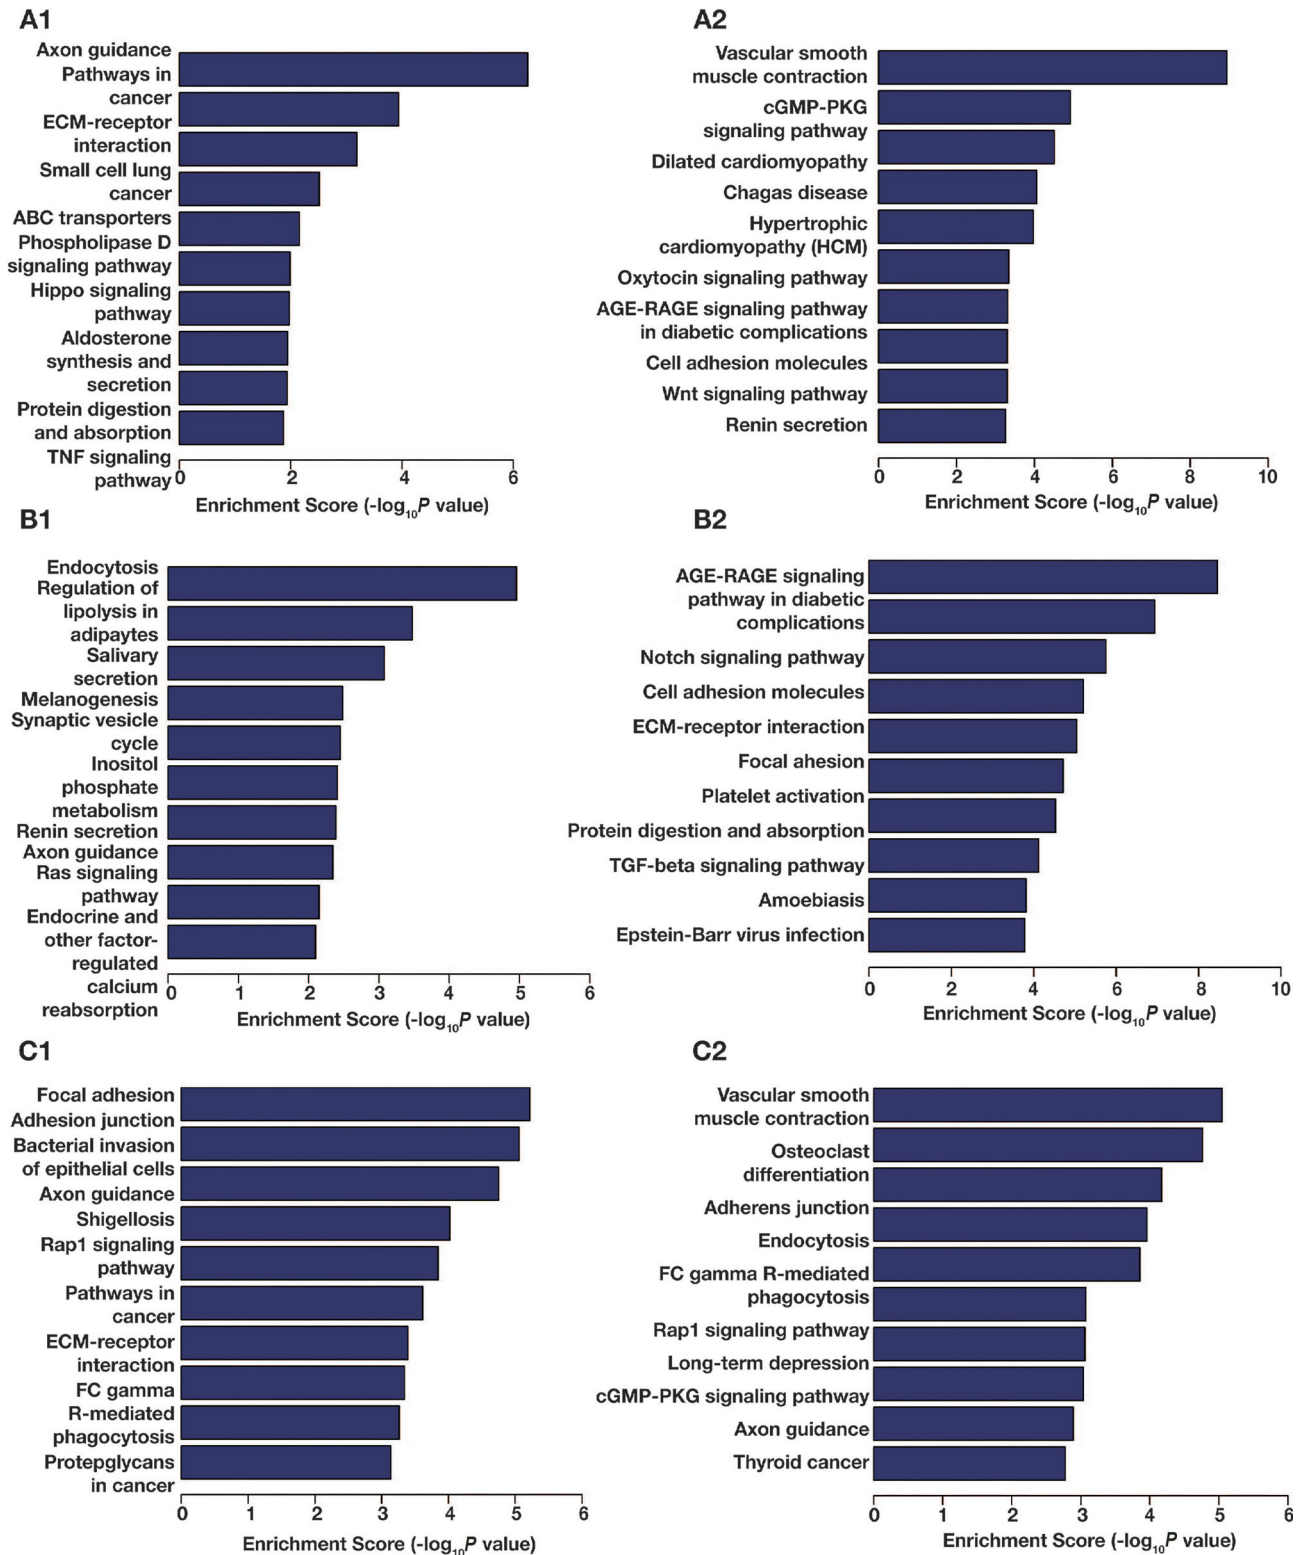 A1
Axon guidance
Pathways in
cancer
ECM-receptor
interaction
Small cell lung
cancer
ABC transporters
Phospholipase D
signaling pathway
Hippo signaling
pathway
Aldosterone
synthesis and
secretion
Protein digestion
and absorption
TNF signaling
pathway
0 2 4 6
Enrichment Score (-log10P value)
A2
Vascular smooth
muscle contraction
cGMP-PKG
signaling pathway
Dilated cardiomyopathy
Chagas disease
Hypertrophic
cardiomyopathy (HCM)
Oxytocin signaling pathway
AGE-RAGE signaling pathway
in diabetic complications
Cell adhesion molecules
Wnt signaling pathway
Renin secretion
0 2 4 6 8 10
Enrichment Score (-log10P value)
B1
Endocytosis
Regulation of
lipolysis in
adipaytes
Salivary
secretion
Melanogenesis
Synaptic vesicle
cycle
Inositol
phosphate
metabolism
Renin secretion
Axon guidance
Ras signaling
pathway
Endocrine and
other factor-
regulated
calcium
reabsorption
0 1 2 3 4 5 6
Enrichment Score (-log10P value)
B2
AGE-RAGE signaling
pathway in diabetic
complications
Notch signaling pathway
Cell adhesion molecules
ECM-receptor interaction
Focal ahesion
Platelet activation
Protein digestion and absorption
TGF-beta signaling pathway
Amoebiasis
Epstein-Barr virus infection
0 2 4 6 8 10
Enrichment Score (-log10P value)
C1
Focal adhesion
Adhesion junction
Bacterial invasion
of epithelial cells
Axon guidance
Shigellosis
Rap1 signaling
pathway
Pathways in
cancer
ECM-receptor
interaction
FC gamma
R-mediated
phagocytosis
Protepglycans
in cancer
0 1 2 3 4 5 6
Enrichment Score (-log10P value)
C2
Vascular smooth
muscle contraction
Osteoclast
differentiation
Adherens junction
Endocytosis
FC gamma R-mediated
phagocytosis
Rap1 signaling pathway
Long-term depression
cGMP-PKG signaling pathway
Axon guidance
Thyroid cancer
0 1 2 3 4 5 6
Enrichment Score (-log10P value)